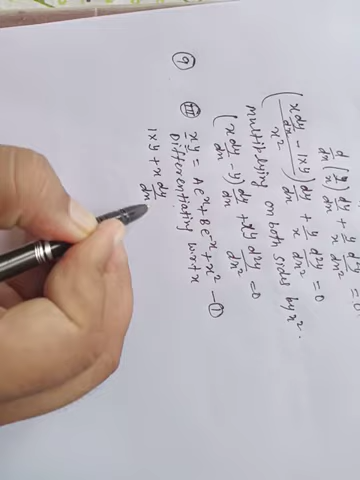 d/dx (y/x) dy/dx + y/x d²y/dx² = 0
(x dy/dx - 1xy / x²) dy/dx + y/x d²y/dx² = 0
Multiplying on both sides by x².
(x dy/dx - y) dy/dx + xy d²y/dx² = 0
⑨ (iii) xy = Ae^x + Be^-x + x² - ①
Differentiating w.r.t x
1xy + x dy/dx